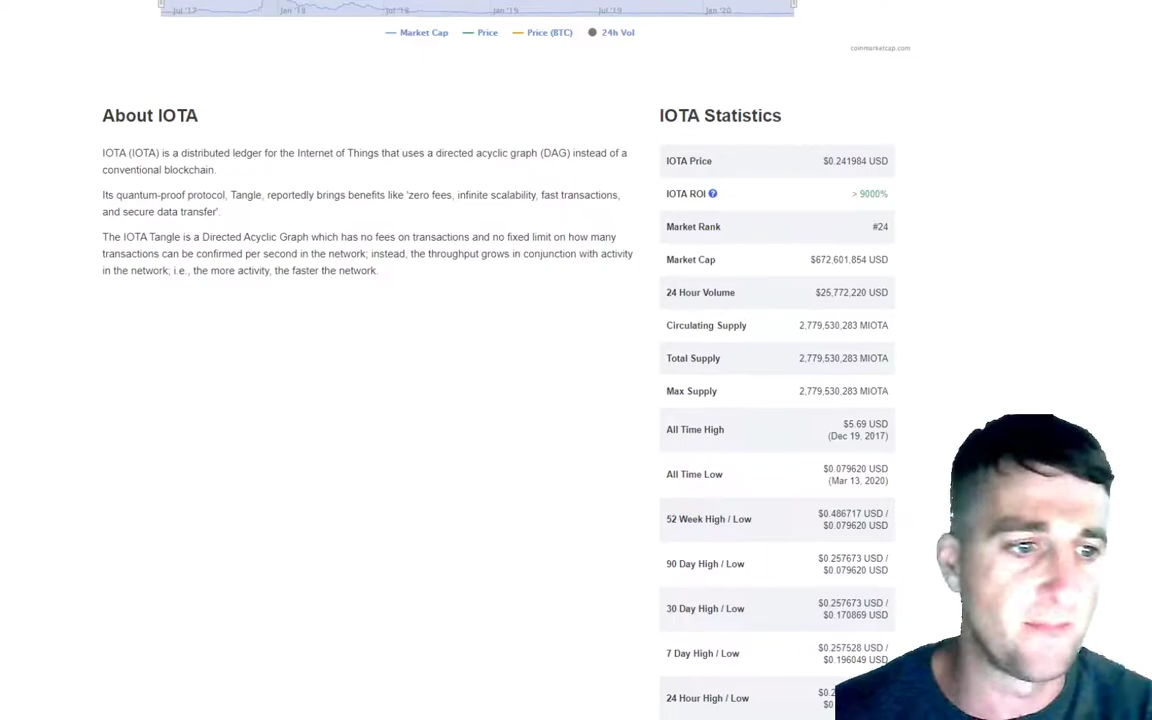 Jul '17 Jan '18 Jul '18 Jan '19 Jul '19 Jan '20
Market Cap Price Price (BTC) 24h Vol
coinmarketcap.com
About IOTA
IOTA (IOTA) is a distributed ledger for the Internet of Things that uses a directed acyclic graph (DAG) instead of a
conventional blockchain.
Its quantum-proof protocol, Tangle, reportedly brings benefits like 'zero fees, infinite scalability, fast transactions,
and secure data transfer'.
The IOTA Tangle is a Directed Acyclic Graph which has no fees on transactions and no fixed limit on how many
transactions can be confirmed per second in the network; instead, the throughput grows in conjunction with activity
in the network; i.e., the more activity, the faster the network.
IOTA Statistics
IOTA Price $0.241984 USD
IOTA ROI ? > 9000%
Market Rank #24
Market Cap $672,601,854 USD
24 Hour Volume $25,772,220 USD
Circulating Supply 2,779,530,283 MIOTA
Total Supply 2,779,530,283 MIOTA
Max Supply 2,779,530,283 MIOTA
All Time High $5.69 USD
(Dec 19, 2017)
All Time Low $0.079620 USD
(Mar 13, 2020)
52 Week High / Low $0.486717 USD /
$0.079620 USD
90 Day High / Low $0.257673 USD /
$0.079620 USD
30 Day High / Low $0.257673 USD /
$0.170869 USD
7 Day High / Low $0.257528 USD /
$0.196049 USD
24 Hour High / Low